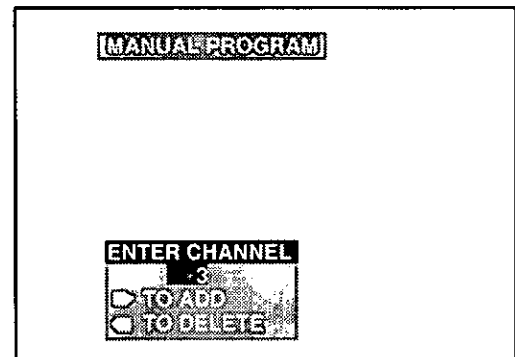 MANUAL PROGRAM
ENTER CHANNEL
3
TO ADD
TO DELETE